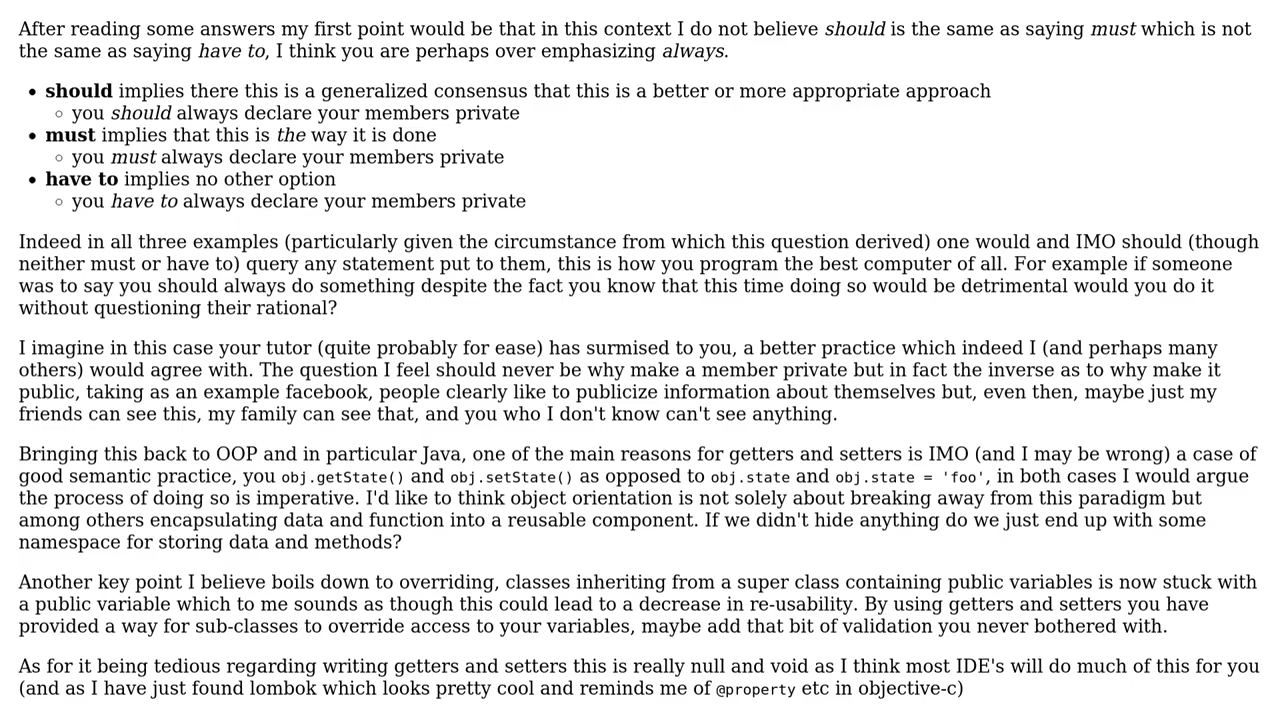 After reading some answers my first point would be that in this context I do not believe should is the same as saying must which is not
the same as saying have to, I think you are perhaps over emphasizing always.
• should implies there this is a generalized consensus that this is a better or more appropriate approach
◦ you should always declare your members private
• must implies that this is the way it is done
◦ you must always declare your members private
• have to implies no other option
◦ you have to always declare your members private
Indeed in all three examples (particularly given the circumstance from which this question derived) one would and IMO should (though
neither must or have to) query any statement put to them, this is how you program the best computer of all. For example if someone
was to say you should always do something despite the fact you know that this time doing so would be detrimental would you do it
without questioning their rational?
I imagine in this case your tutor (quite probably for ease) has surmised to you, a better practice which indeed I (and perhaps many
others) would agree with. The question I feel should never be why make a member private but in fact the inverse as to why make it
public, taking as an example facebook, people clearly like to publicize information about themselves but, even then, maybe just my
friends can see this, my family can see that, and you who I don't know can't see anything.
Bringing this back to OOP and in particular Java, one of the main reasons for getters and setters is IMO (and I may be wrong) a case of
good semantic practice, you obj.getState() and obj.setState() as opposed to obj.state and obj.state = 'foo', in both cases I would argue
the process of doing so is imperative. I'd like to think object orientation is not solely about breaking away from this paradigm but
among others encapsulating data and function into a reusable component. If we didn't hide anything do we just end up with some
namespace for storing data and methods?
Another key point I believe boils down to overriding, classes inheriting from a super class containing public variables is now stuck with
a public variable which to me sounds as though this could lead to a decrease in re-usability. By using getters and setters you have
provided a way for sub-classes to override access to your variables, maybe add that bit of validation you never bothered with.
As for it being tedious regarding writing getters and setters this is really null and void as I think most IDE's will do much of this for you
(and as I have just found lombok which looks pretty cool and reminds me of @property etc in objective-c)